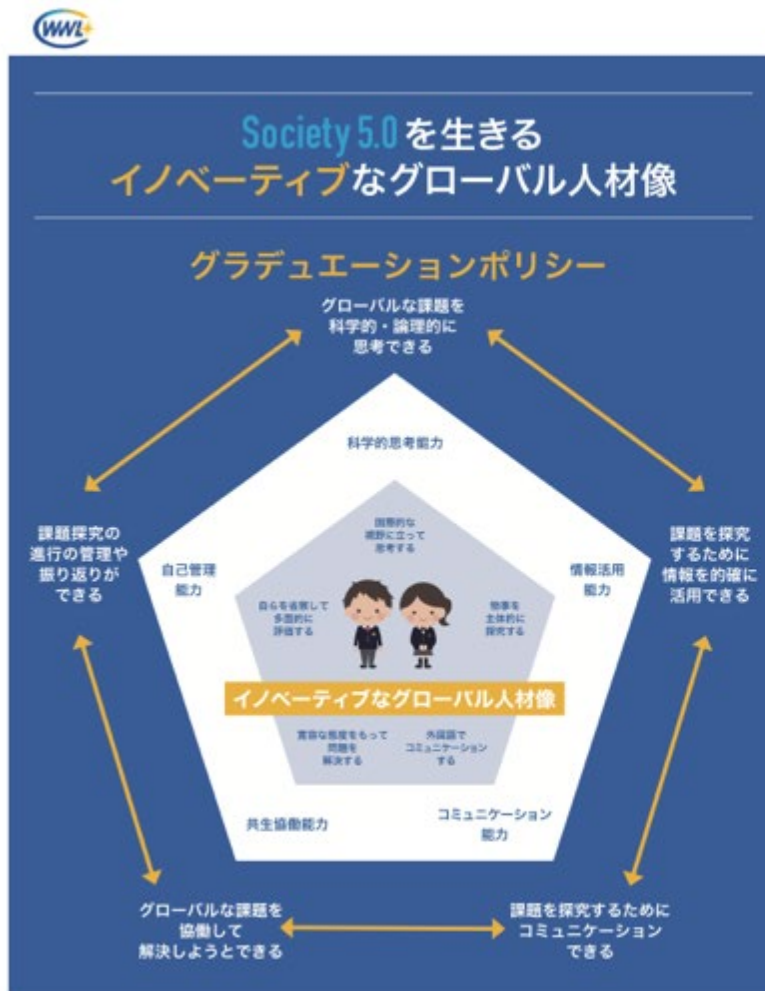 WWL+
Society 5.0を生きる
イノベーティブなグローバル人材像
グラデュエーションポリシー
グローバルな課題を
科学的・論理的に
思考できる
科学的思考能力
国際的な
視野に立って
思考する
課題探究の
進行の管理や
振り返りが
できる
自己管理
能力
自らを省察して
多面的に
評価する
物事を
主体的に
探究する
情報活用
能力
課題を探究
するために
情報を的確に
活用できる
イノベーティブなグローバル人材像
寛容な態度をもって
問題を
解決する
外国語で
コミュニケーション
する
共生協働能力
コミュニケーション
能力
グローバルな課題を
協働して
解決しようとできる
課題を探究するために
コミュニケーション
できる